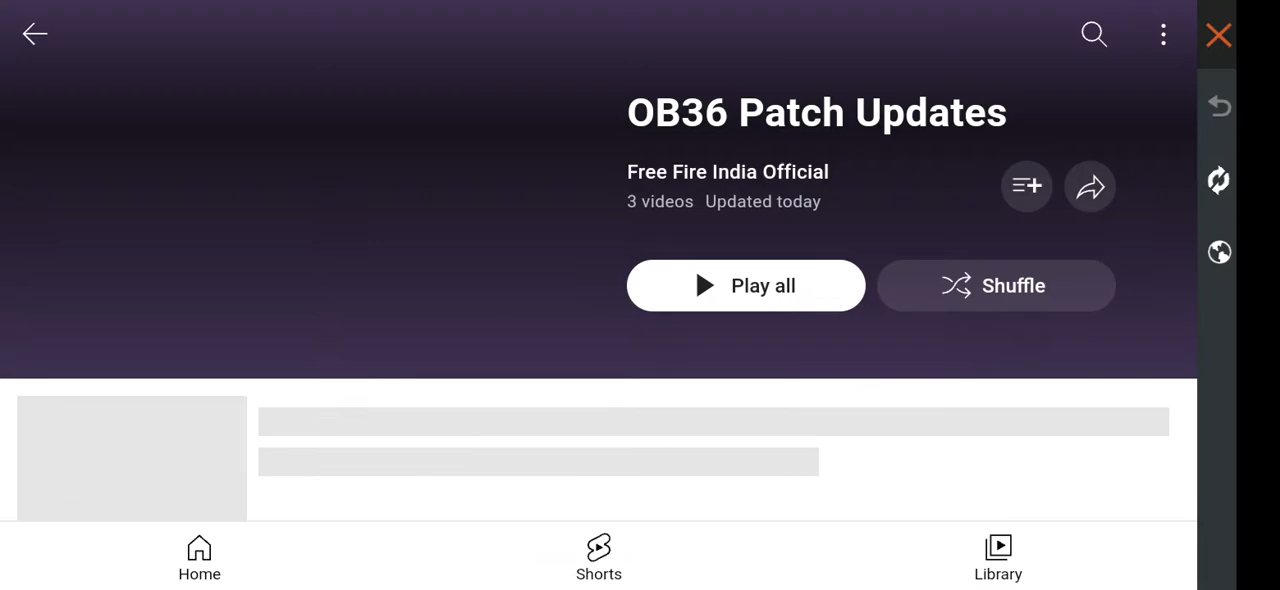 OB36 Patch Updates
Free Fire India Official
3 videos Updated today
Play all
Shuffle
Home
Shorts
Library